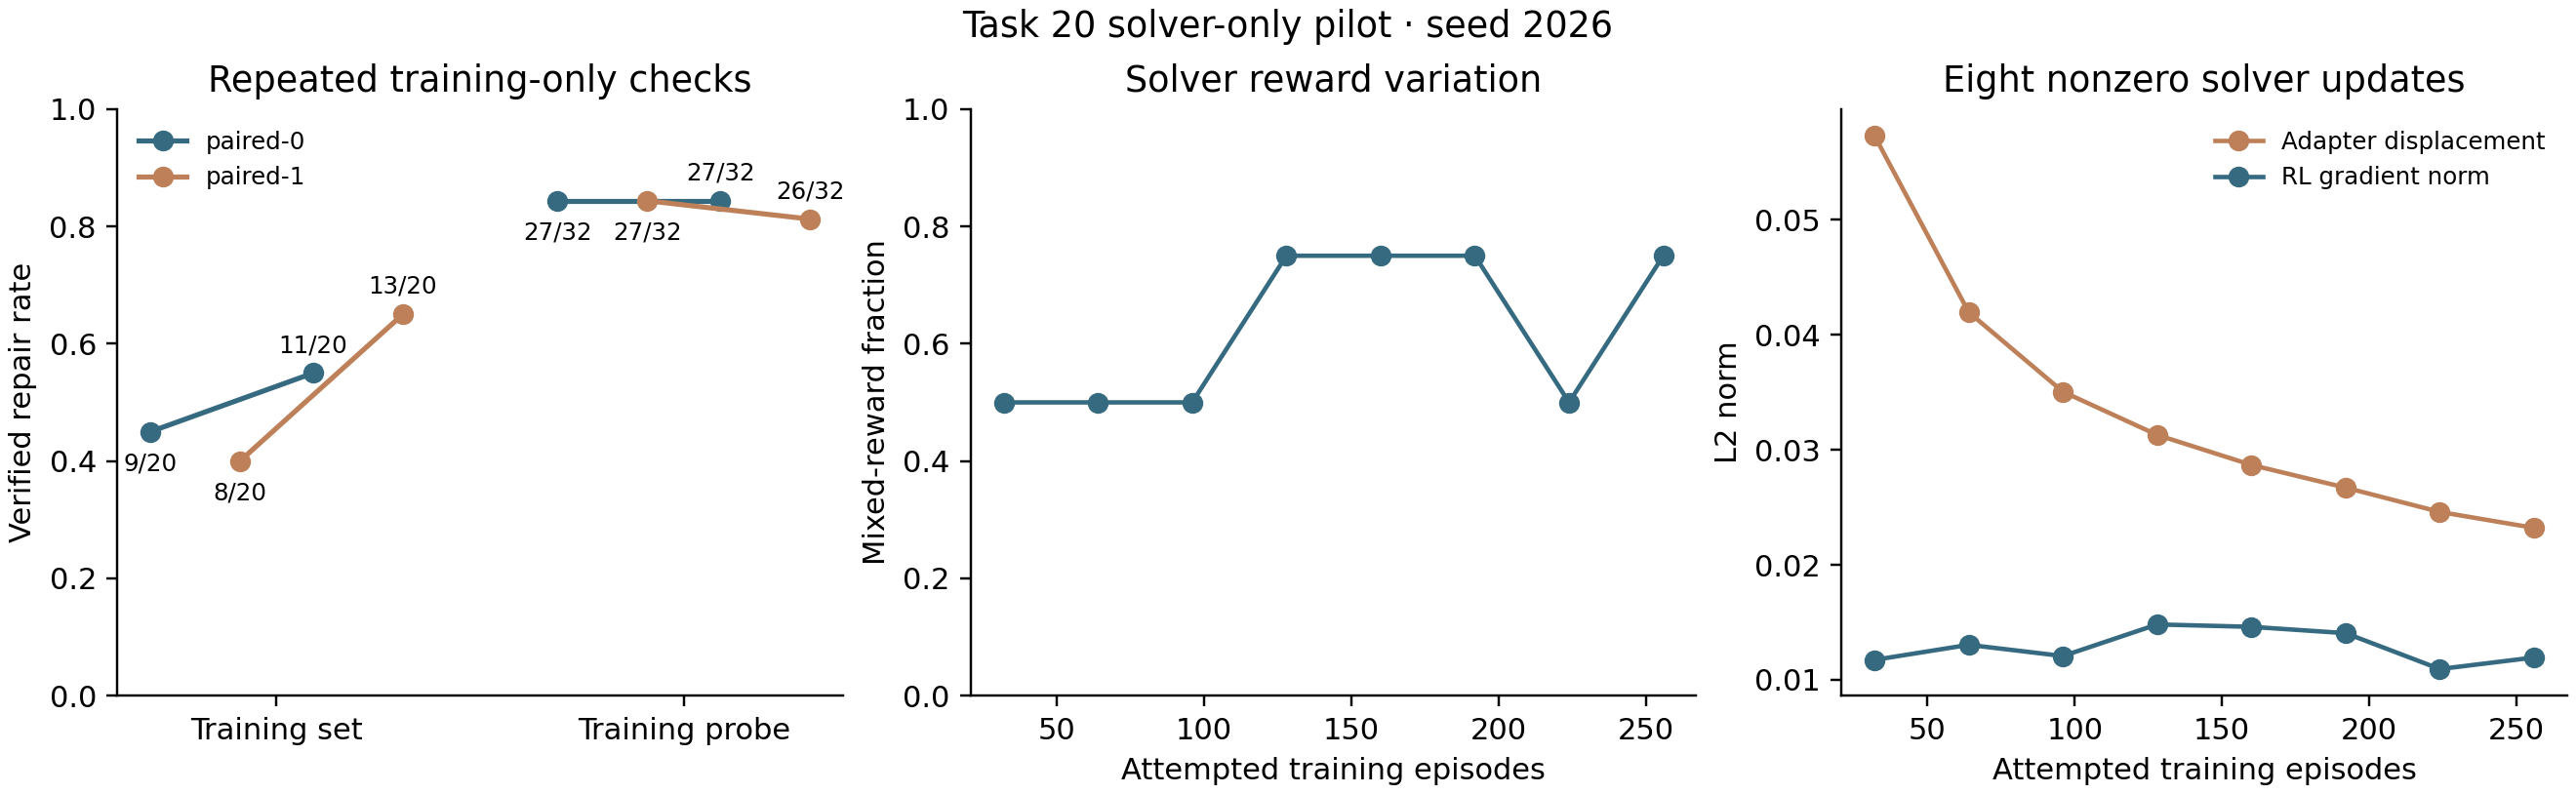 Task 20 solver-only pilot · seed 2026
Repeated training-only checks
Verified repair rate
1.0
0.8
0.6
0.4
0.2
0.0
paired-0
paired-1
9/20
11/20
8/20
13/20
27/32
27/32
27/32
26/32
Training set
Training probe
Solver reward variation
Mixed-reward fraction
1.0
0.8
0.6
0.4
0.2
0.0
50
100
150
200
250
Attempted training episodes
Eight nonzero solver updates
L2 norm
0.05
0.04
0.03
0.02
0.01
Adapter displacement
RL gradient norm
50
100
150
200
250
Attempted training episodes